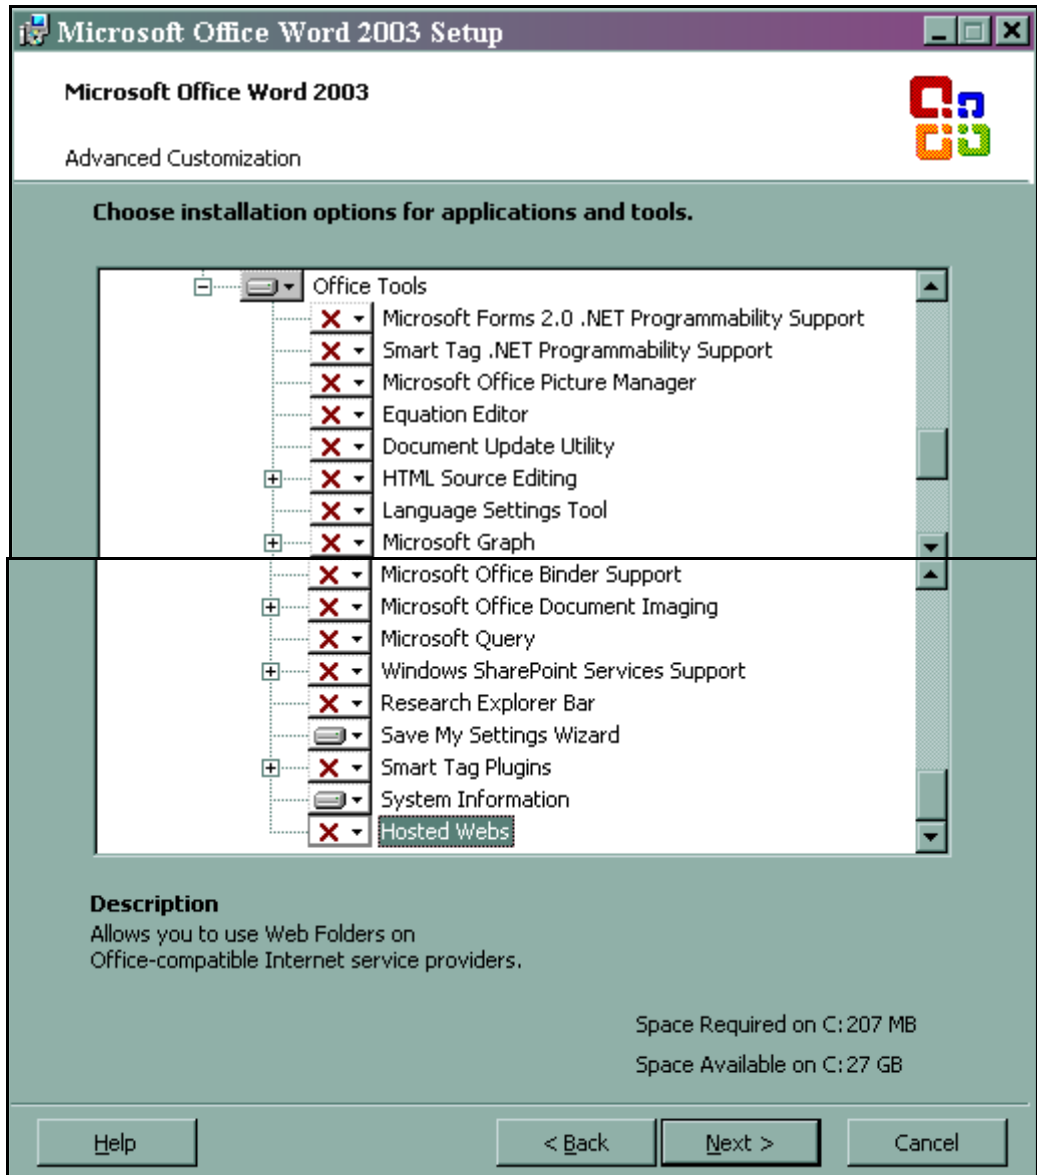 Microsoft Office Word 2003 Setup
Microsoft Office Word 2003
Advanced Customization
Choose installation options for applications and tools.
Office Tools
Microsoft Forms 2.0 .NET Programmability Support
Smart Tag .NET Programmability Support
Microsoft Office Picture Manager
Equation Editor
Document Update Utility
HTML Source Editing
Language Settings Tool
Microsoft Graph
Microsoft Office Binder Support
Microsoft Office Document Imaging
Microsoft Query
Windows SharePoint Services Support
Research Explorer Bar
Save My Settings Wizard
Smart Tag Plugins
System Information
Hosted Webs
Description
Allows you to use Web Folders on
Office-compatible Internet service providers.
Space Required on C: 207 MB
Space Available on C: 27 GB
Help < Back Next > Cancel